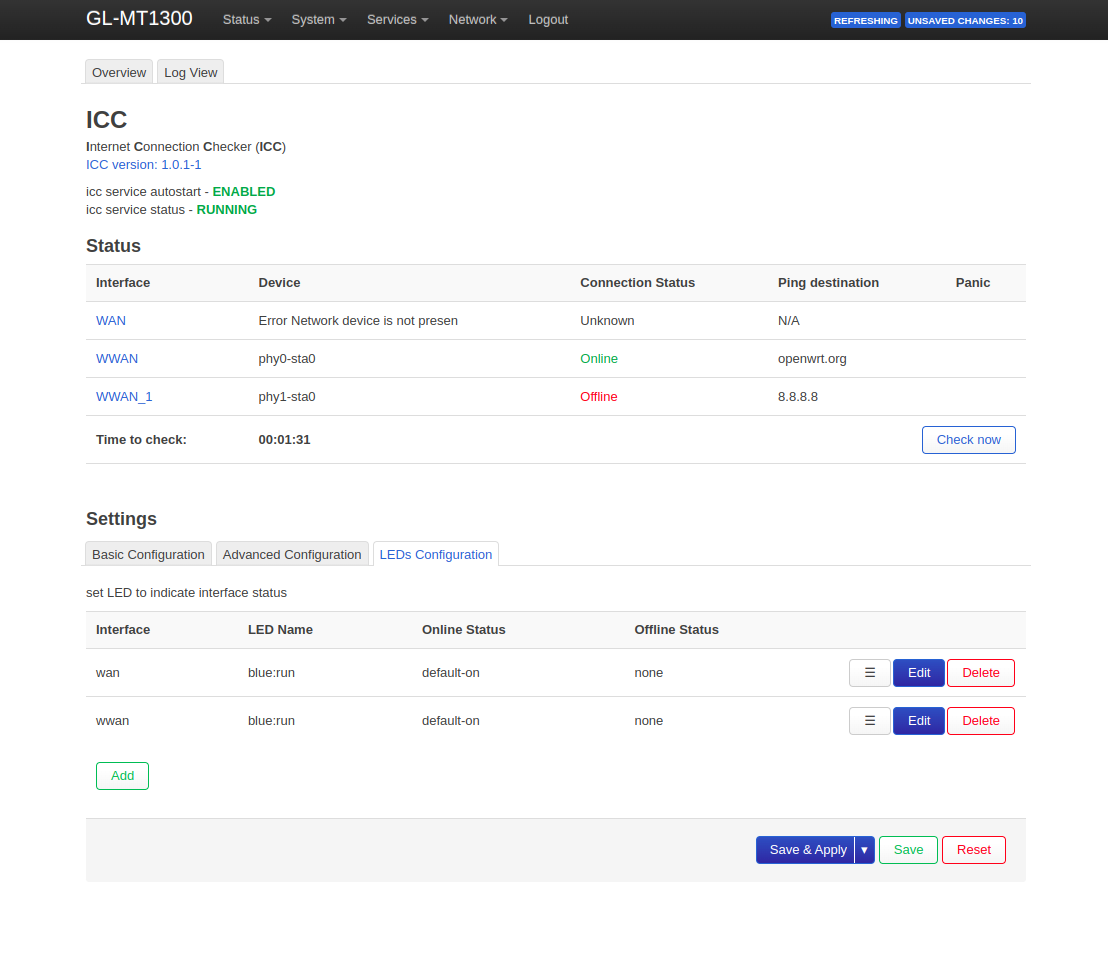 GL-MT1300 Status System Services Network Logout REFRESHING UNSAVED CHANGES: 10
Overview Log View
ICC
Internet Connection Checker (ICC)
ICC version: 1.0.1-1
icc service autostart - ENABLED
icc service status - RUNNING
Status
Interface Device Connection Status Ping destination Panic
WAN Error Network device is not presen Unknown N/A
WWAN phy0-sta0 Online openwrt.org
WWAN_1 phy1-sta0 Offline 8.8.8.8
Time to check: 00:01:31 Check now
Settings
Basic Configuration Advanced Configuration LEDs Configuration
set LED to indicate interface status
Interface LED Name Online Status Offline Status
wan blue:run default-on none ☰ Edit Delete
wwan blue:run default-on none ☰ Edit Delete
Add
Save & Apply ▾ Save Reset